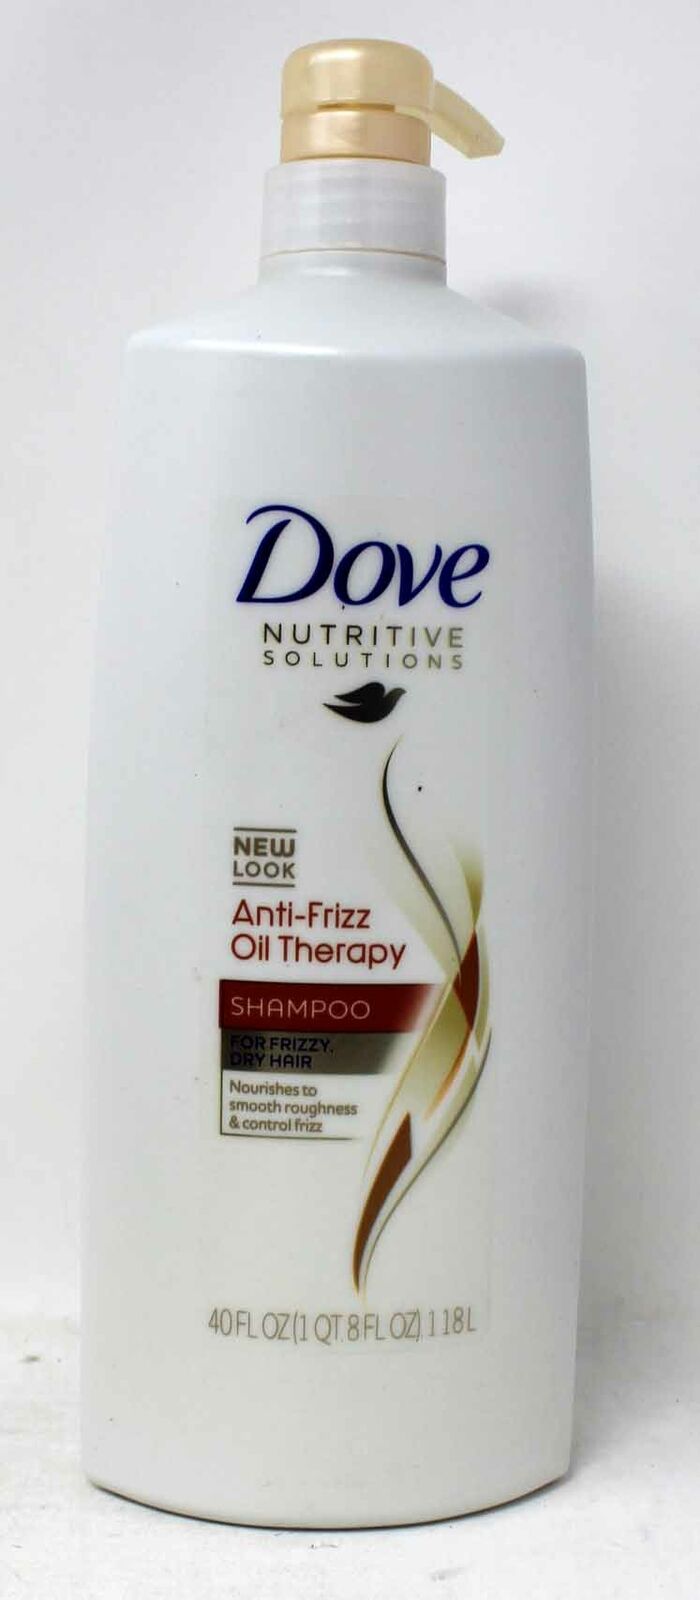 Dove
NUTRITIVE
SOLUTIONS
NEW
LOOK
Anti-Frizz
Oil Therapy
SHAMPOO
FOR FRIZZY,
DRY HAIR
Nourishes to
smooth roughness
& control frizz
40 FL OZ (1 QT 8 FL OZ) 1.18 L